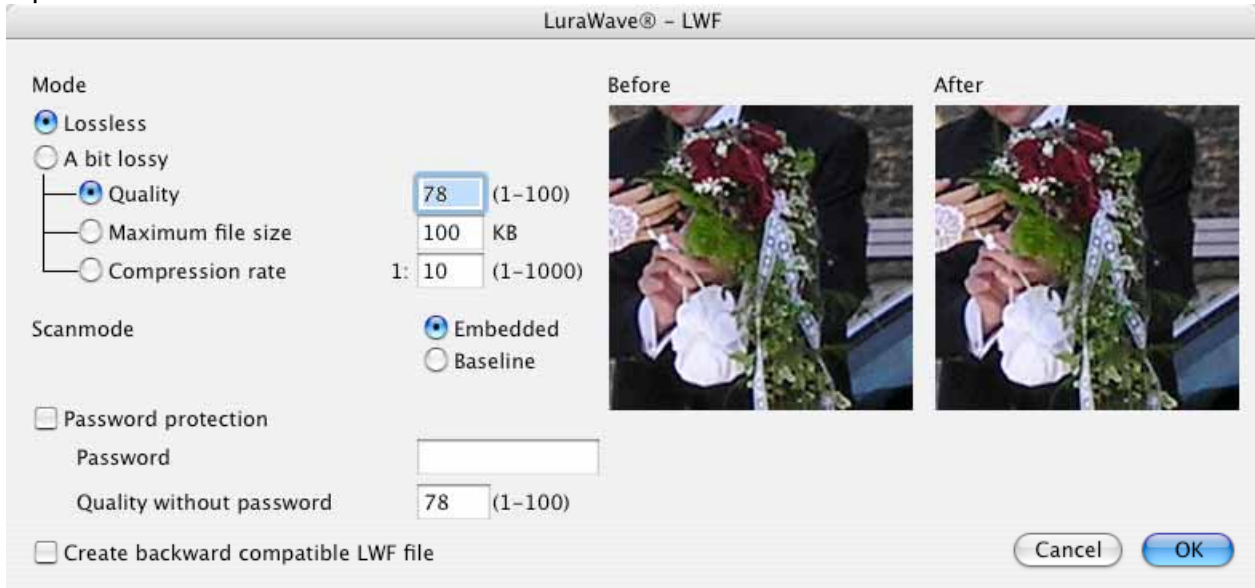 LuraWave® – LWF
Mode
Before
After
Lossless
A bit lossy
Quality 78 (1–100)
Maximum file size 100 KB
Compression rate 1: 10 (1–1000)
Scanmode Embedded
Baseline
Password protection
Password
Quality without password 78 (1–100)
Create backward compatible LWF file
Cancel OK